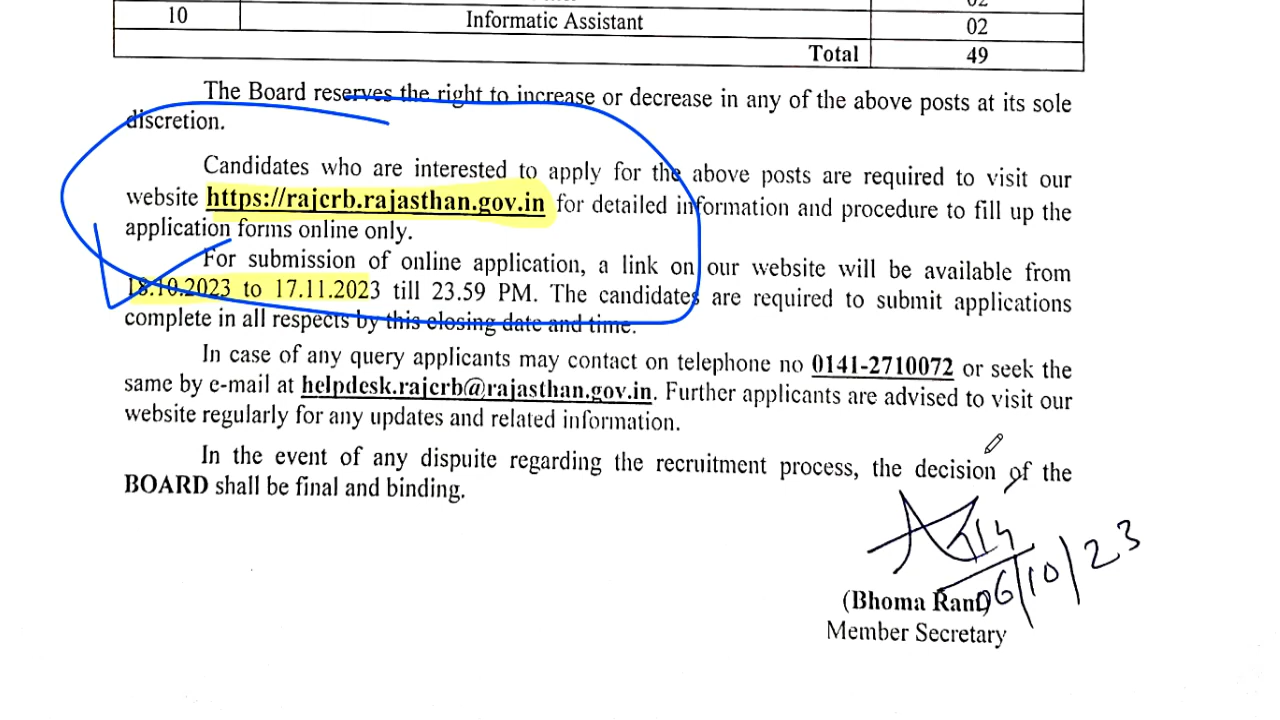 02
10 Informatic Assistant 02
Total 49
The Board reserves the right to increase or decrease in any of the above posts at its sole
discretion.
Candidates who are interested to apply for the above posts are required to visit our
website https://rajcrb.rajasthan.gov.in for detailed information and procedure to fill up the
application forms online only.
For submission of online application, a link on our website will be available from
18.10.2023 to 17.11.2023 till 23.59 PM. The candidates are required to submit applications
complete in all respects by this closing date and time.
In case of any query applicants may contact on telephone no 0141-2710072 or seek the
same by e-mail at helpdesk.rajcrb@rajasthan.gov.in. Further applicants are advised to visit our
website regularly for any updates and related information.
In the event of any dispuite regarding the recruitment process, the decision of the
BOARD shall be final and binding.
06/10/23
(Bhoma Ram)
Member Secretary